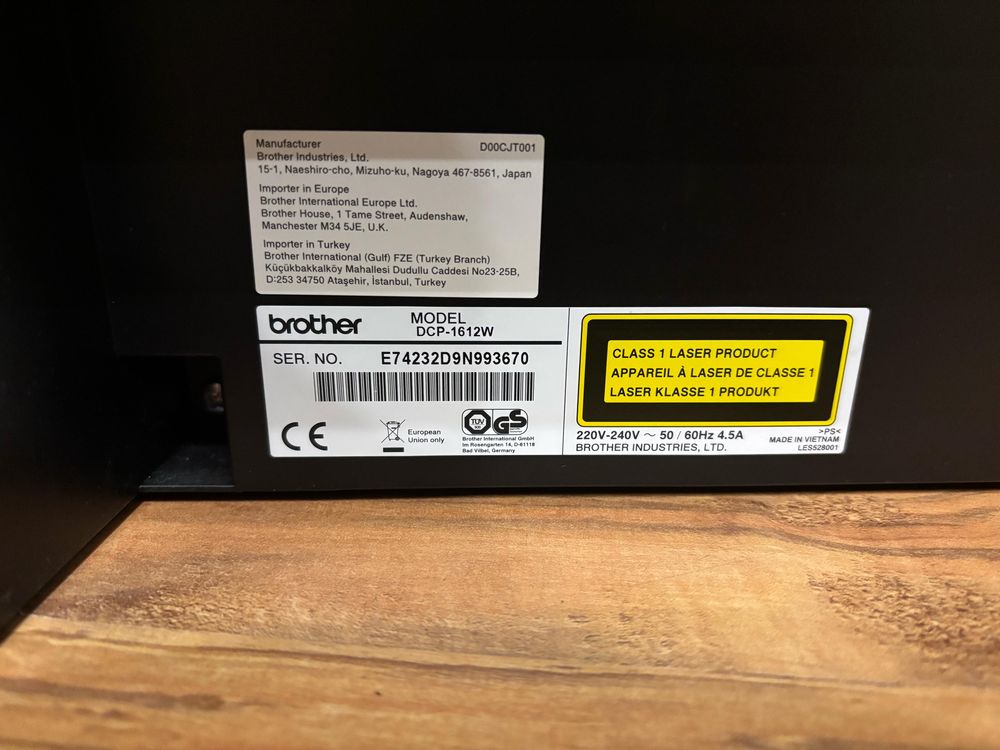 Manufacturer D00CJT001
Brother Industries, Ltd.
15-1, Naeshiro-cho, Mizuho-ku, Nagoya 467-8561, Japan
Importer in Europe
Brother International Europe Ltd.
Brother House, 1 Tame Street, Audenshaw,
Manchester M34 5JE, U.K.
Importer in Turkey
Brother International (Gulf) FZE (Turkey Branch)
Küçükbakkalköy Mahallesi Dudullu Caddesi No23-25B,
D:253 34750 Ataşehir, İstanbul, Turkey
brother MODEL
DCP-1612W
SER. NO. E74232D9N993670
CE
European
Union only
TÜV
GS
Brother International GmbH
Im Rosengarten 14, D-61118
Bad Vilbel, Germany
CLASS 1 LASER PRODUCT
APPAREIL À LASER DE CLASSE 1
LASER KLASSE 1 PRODUKT
220V-240V ~ 50 / 60Hz 4.5A
BROTHER INDUSTRIES, LTD.
>PS<
MADE IN VIETNAM
LES528001